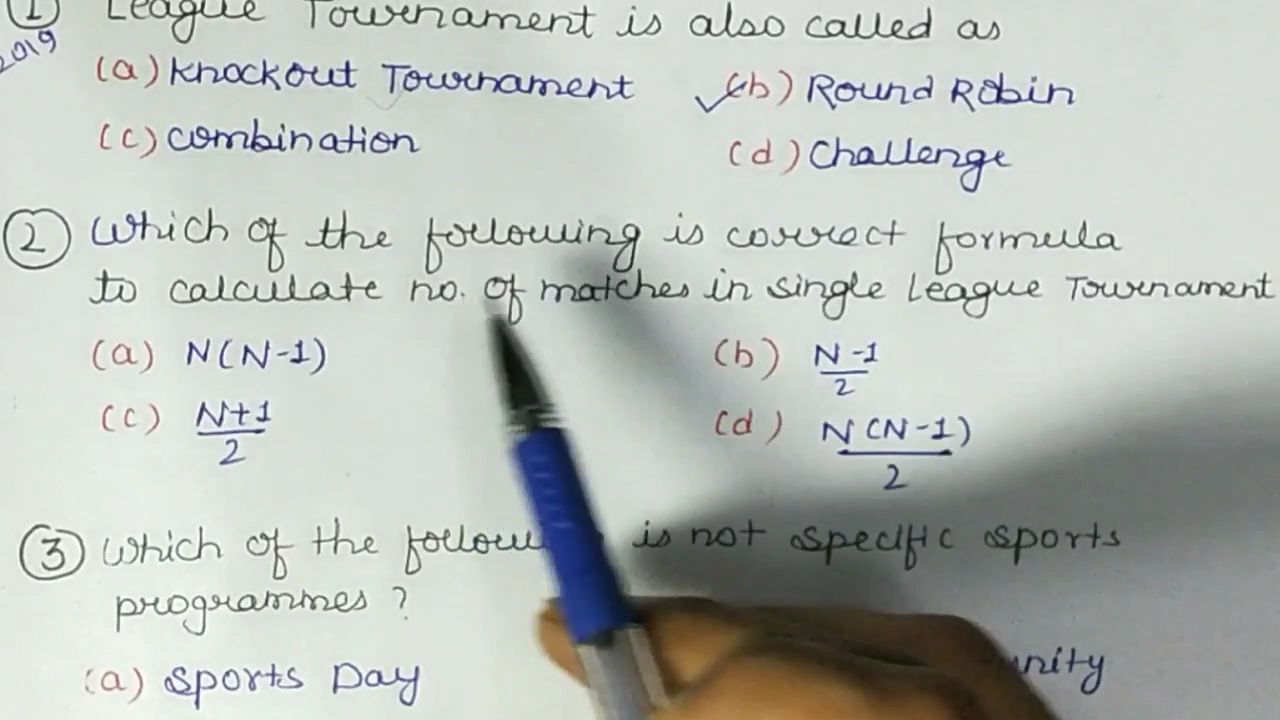 1 League Tournament is also called as
2019
(a) Knockout Tournament (b) Round Robin
(c) combination (d) Challenge
2 Which of the following is correct formula
to calculate no. of matches in single League Tournament
(a) N(N-1) (b) N-1/2
(c) N+1/2 (d) N(N-1)/2
3 Which of the is not specific sports
programmes ?
(a) Sports Day